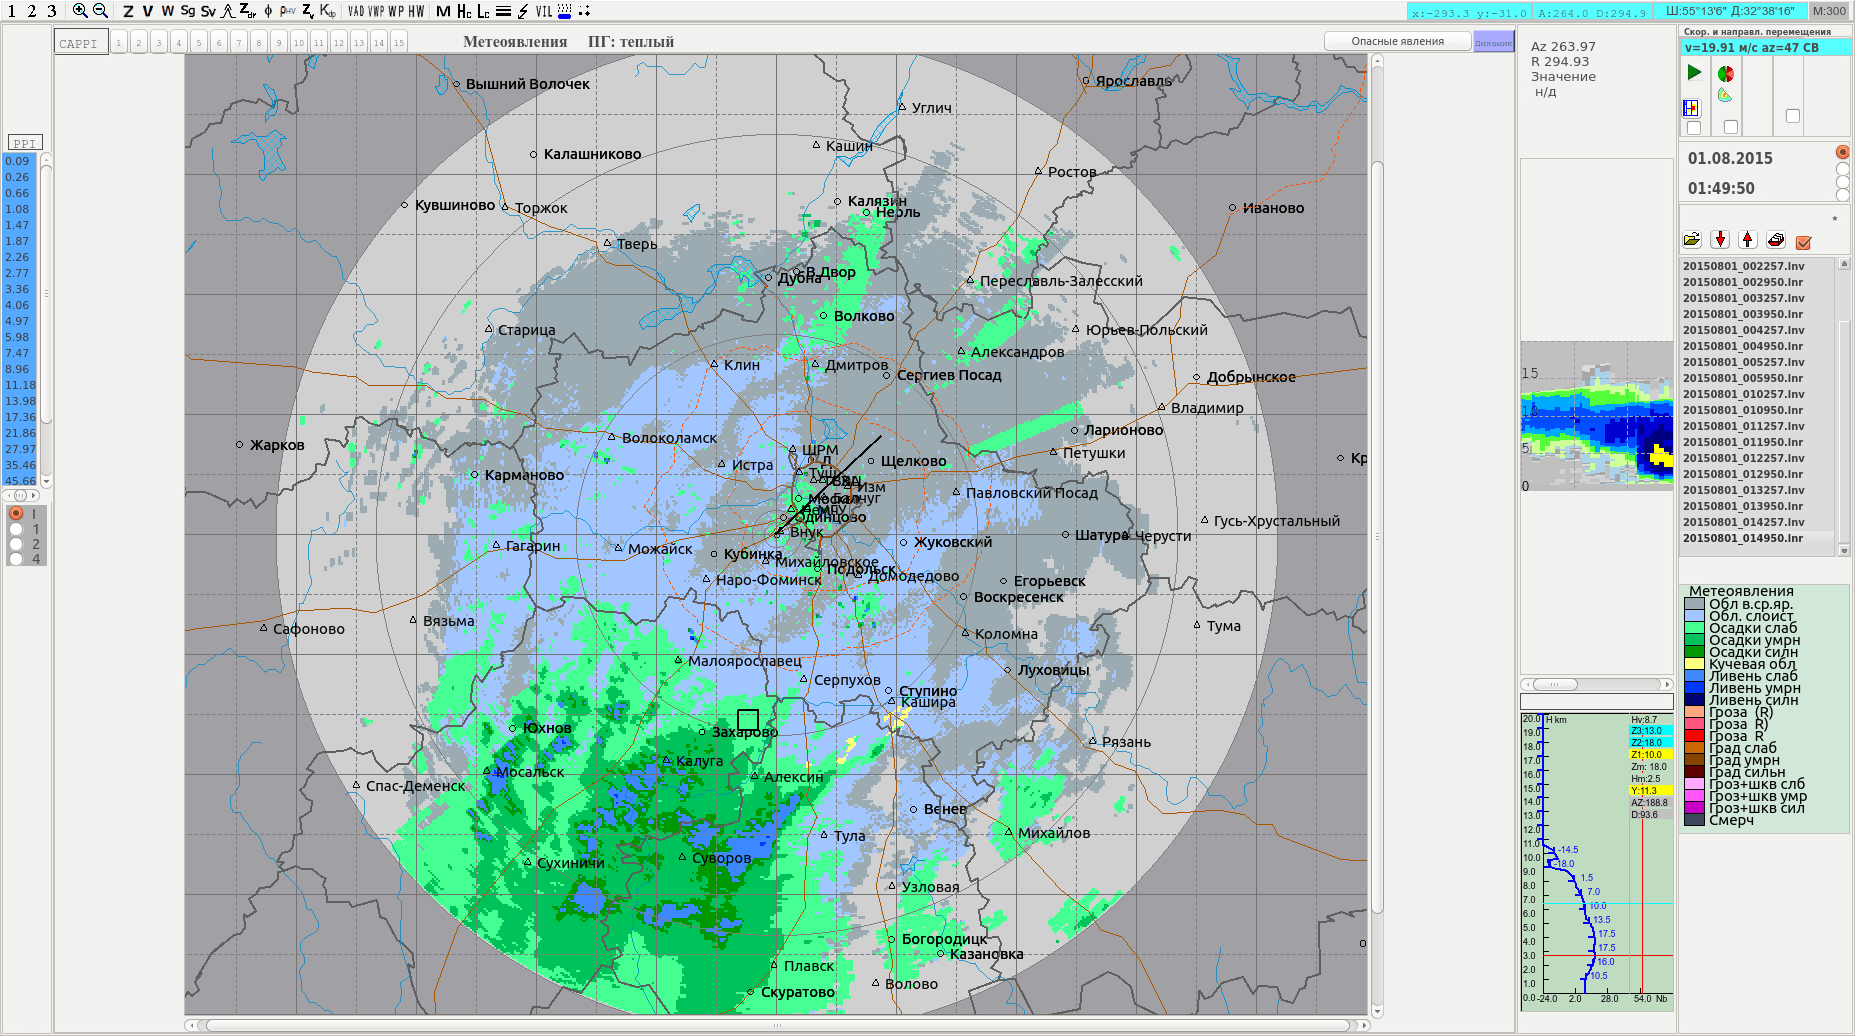 1 2 3 Z V W Sg Sv Zdr ϕ ρHV Zv Kdp VAD VWP WP HW M Hc Lc VIL
x:-293.3 y:-31.0 A:264.0 D:294.9 Ш:55°13'6" Д:32°38'16" М:300
CAPPI 1 2 3 4 5 6 7 8 9 10 11 12 13 14 15
Метеоявления ПГ: теплый
Опасные явления
PPI
0.09
0.26
0.66
1.08
1.47
1.87
2.26
2.77
3.36
4.06
4.97
5.98
7.47
8.96
11.18
13.98
17.36
21.86
27.97
35.46
45.66
I
1
2
4
Вышний Волочек
Ярославль
Углич
Калашниково
Кашин
Ростов
Кувшиново
Торжок
Калязин
Нерль
Иваново
Тверь
Дубна
В.Двор
Переславль-Залесский
Старица
Волково
Юрьев-Польский
Клин
Дмитров
Александров
Сергиев Посад
Добрынское
Владимир
Волоколамск
Ларионово
Жарков
ШРМ
Петушки
Кр
Карманово
Истра
Щелково
Изм
Павловский Посад
Балчуг
Одинцово
Гусь-Хрустальный
Внук
Шатура
Черусти
Гагарин
Можайск
Кубинка
Жуковский
Михайловское
Подольск
Домодедово
Наро-Фоминск
Егорьевск
Воскресенск
Сафоново
Вязьма
Коломна
Тума
Малоярославец
Луховицы
Серпухов
Ступино
Кашира
Юхнов
Захарово
Рязань
Калуга
Мосальск
Алексин
Спас-Деменск
Венев
Тула
Михайлов
Сухиничи
Суворов
Узловая
Богородицк
Казановка
Плавск
Волово
Скуратово
Az 263.97
R 294.93
Значение
н/д
15
5
0
20.0 H km
19.0
18.0
17.0
16.0
15.0
14.0
13.0
12.0
11.0
10.0
9.0
8.0
7.0
6.0
5.0
4.0
3.0
2.0
1.0
0.0 -24.0 2.0 28.0 54.0 Nb
Hv:8.7
Z3:13.0
Z2:18.0
Z1:10.0
Zm: 18.0
Hm:2.5
Y:11.3
AZ:188.8
D:93.6
-14.5
-18.0
1.5
7.0
10.0
13.5
17.5
17.5
16.0
10.5
Скор. и направл. перемещения
v=19.91 м/с az=47 СВ
01.08.2015
01:49:50
*
20150801_002257.lnv
20150801_002950.lnr
20150801_003257.lnv
20150801_003950.lnr
20150801_004257.lnv
20150801_004950.lnr
20150801_005257.lnv
20150801_005950.lnr
20150801_010257.lnv
20150801_010950.lnr
20150801_011257.lnv
20150801_011950.lnr
20150801_012257.lnv
20150801_012950.lnr
20150801_013257.lnv
20150801_013950.lnr
20150801_014257.lnv
20150801_014950.lnr
Метеоявления
Обл в.ср.яр.
Обл. слоист
Осадки слаб
Осадки умрн
Осадки силн
Кучевая обл
Ливень слаб
Ливень умрн
Ливень силн
Гроза (R)
Гроза R)
Гроза R
Град слаб
Град умрн
Град сильн
Гроз+шкв слб
Гроз+шкв умр
Гроз+шкв сил
Смерч